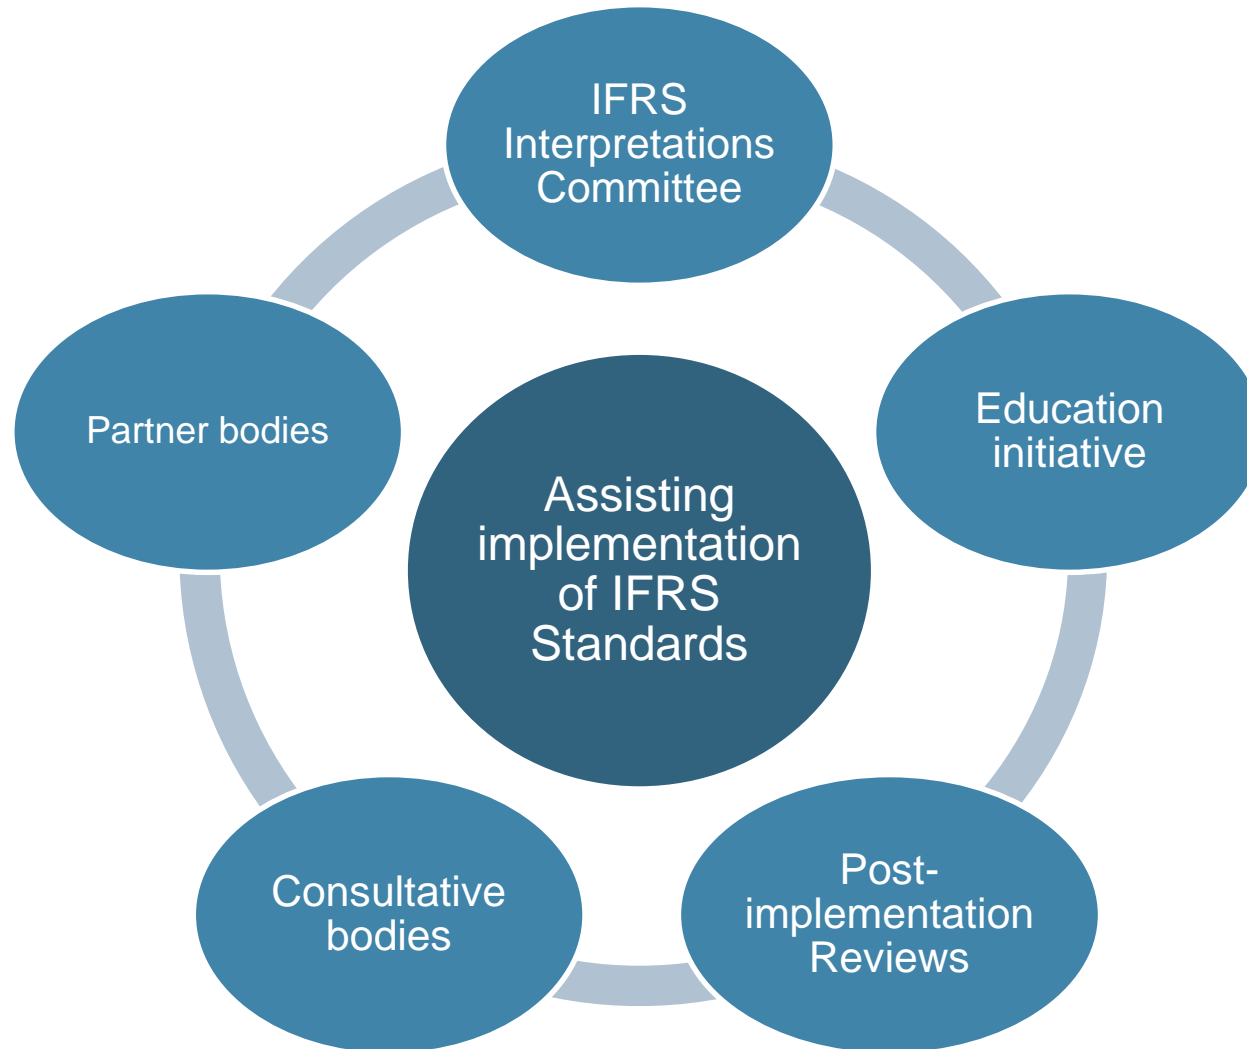 IFRS
Interpretations
Committee
Education
initiative
Post-
implementation
Reviews
Consultative
bodies
Partner bodies
Assisting
implementation
of IFRS
Standards